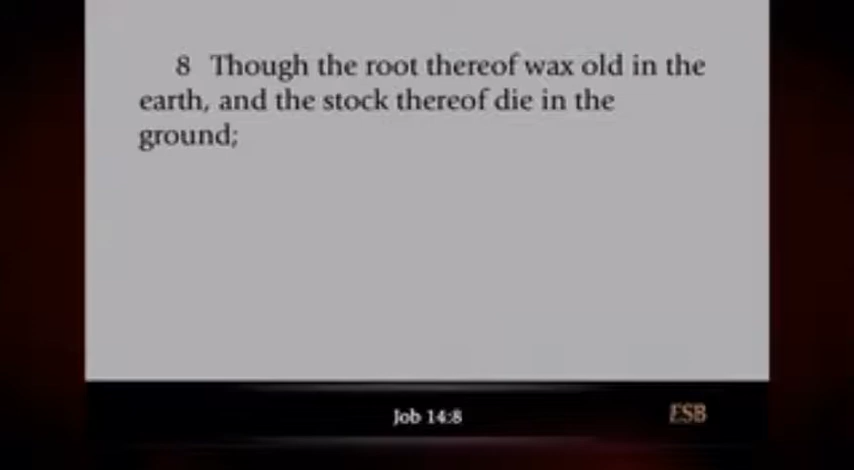 8 Though the root thereof wax old in the
earth, and the stock thereof die in the
ground;
Job 14:8
ESB